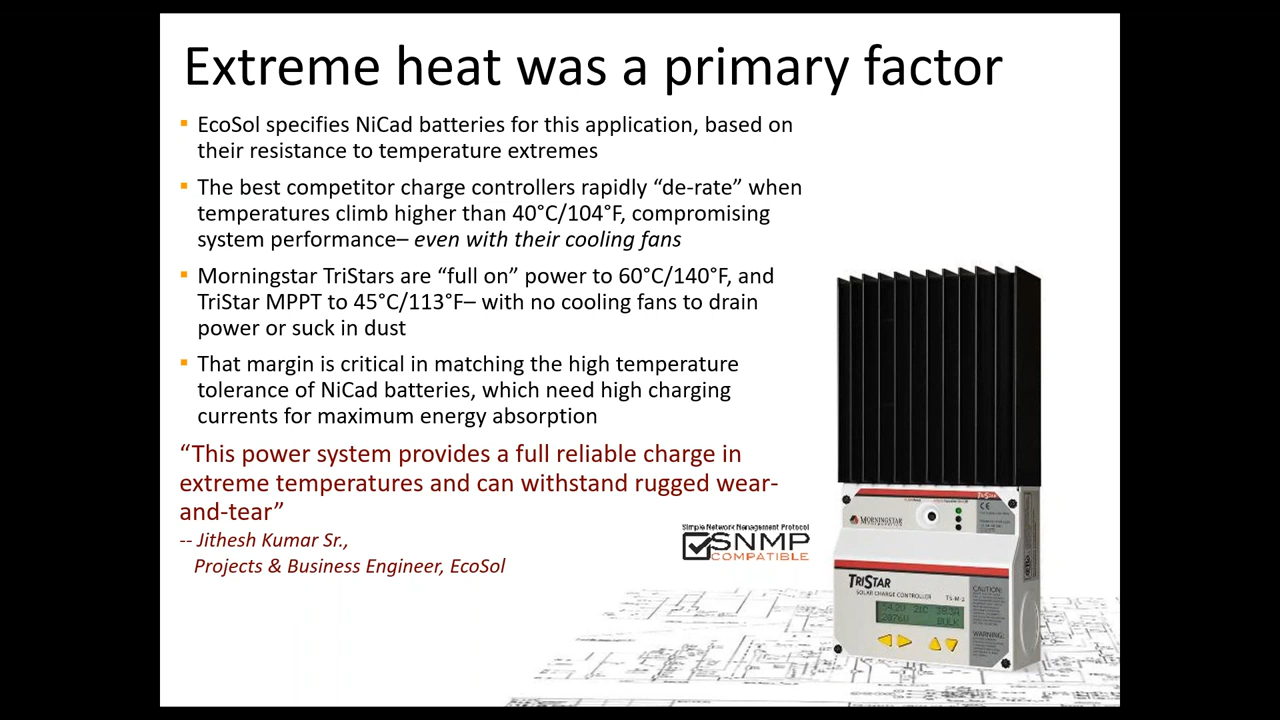 Extreme heat was a primary factor
EcoSol specifies NiCad batteries for this application, based on
their resistance to temperature extremes
The best competitor charge controllers rapidly “de-rate” when
temperatures climb higher than 40°C/104°F, compromising
system performance– even with their cooling fans
Morningstar TriStars are “full on” power to 60°C/140°F, and
TriStar MPPT to 45°C/113°F– with no cooling fans to drain
power or suck in dust
That margin is critical in matching the high temperature
tolerance of NiCad batteries, which need high charging
currents for maximum energy absorption
“This power system provides a full reliable charge in
extreme temperatures and can withstand rugged wear-
and-tear”
-- Jithesh Kumar Sr.,
Projects & Business Engineer, EcoSol
Simple Network Management Protocol
SNMP
COMPATIBLE
TRISTAR
MORNINGSTAR
TRISTAR
SOLAR CHARGE CONTROLLER TS-M-2
CAUTION:
BULK
WARNING: